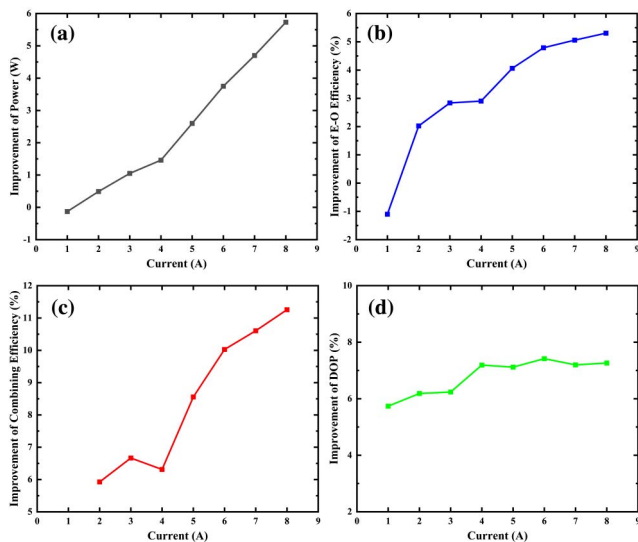 (a)
Improvement of Power (W)
6
5
4
3
2
1
0
-1
0 1 2 3 4 5 6 7 8 9
Current (A)
(b)
Improvement of E-O Efficiency (%)
6
5
4
3
2
1
0
-1
-2
0 1 2 3 4 5 6 7 8 9
Current (A)
(c)
Improvement of Combining Efficiency (%)
12
11
10
9
8
7
6
5
0 1 2 3 4 5 6 7 8 9
Current (A)
(d)
Improvement of DOP (%)
10
8
6
4
2
0 1 2 3 4 5 6 7 8 9
Current (A)